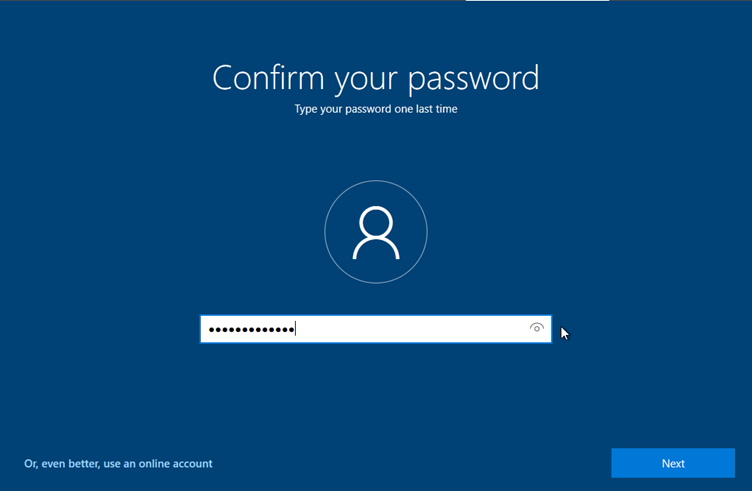 Confirm your password
Type your password one last time
•••••••••••••
Or, even better, use an online account
Next